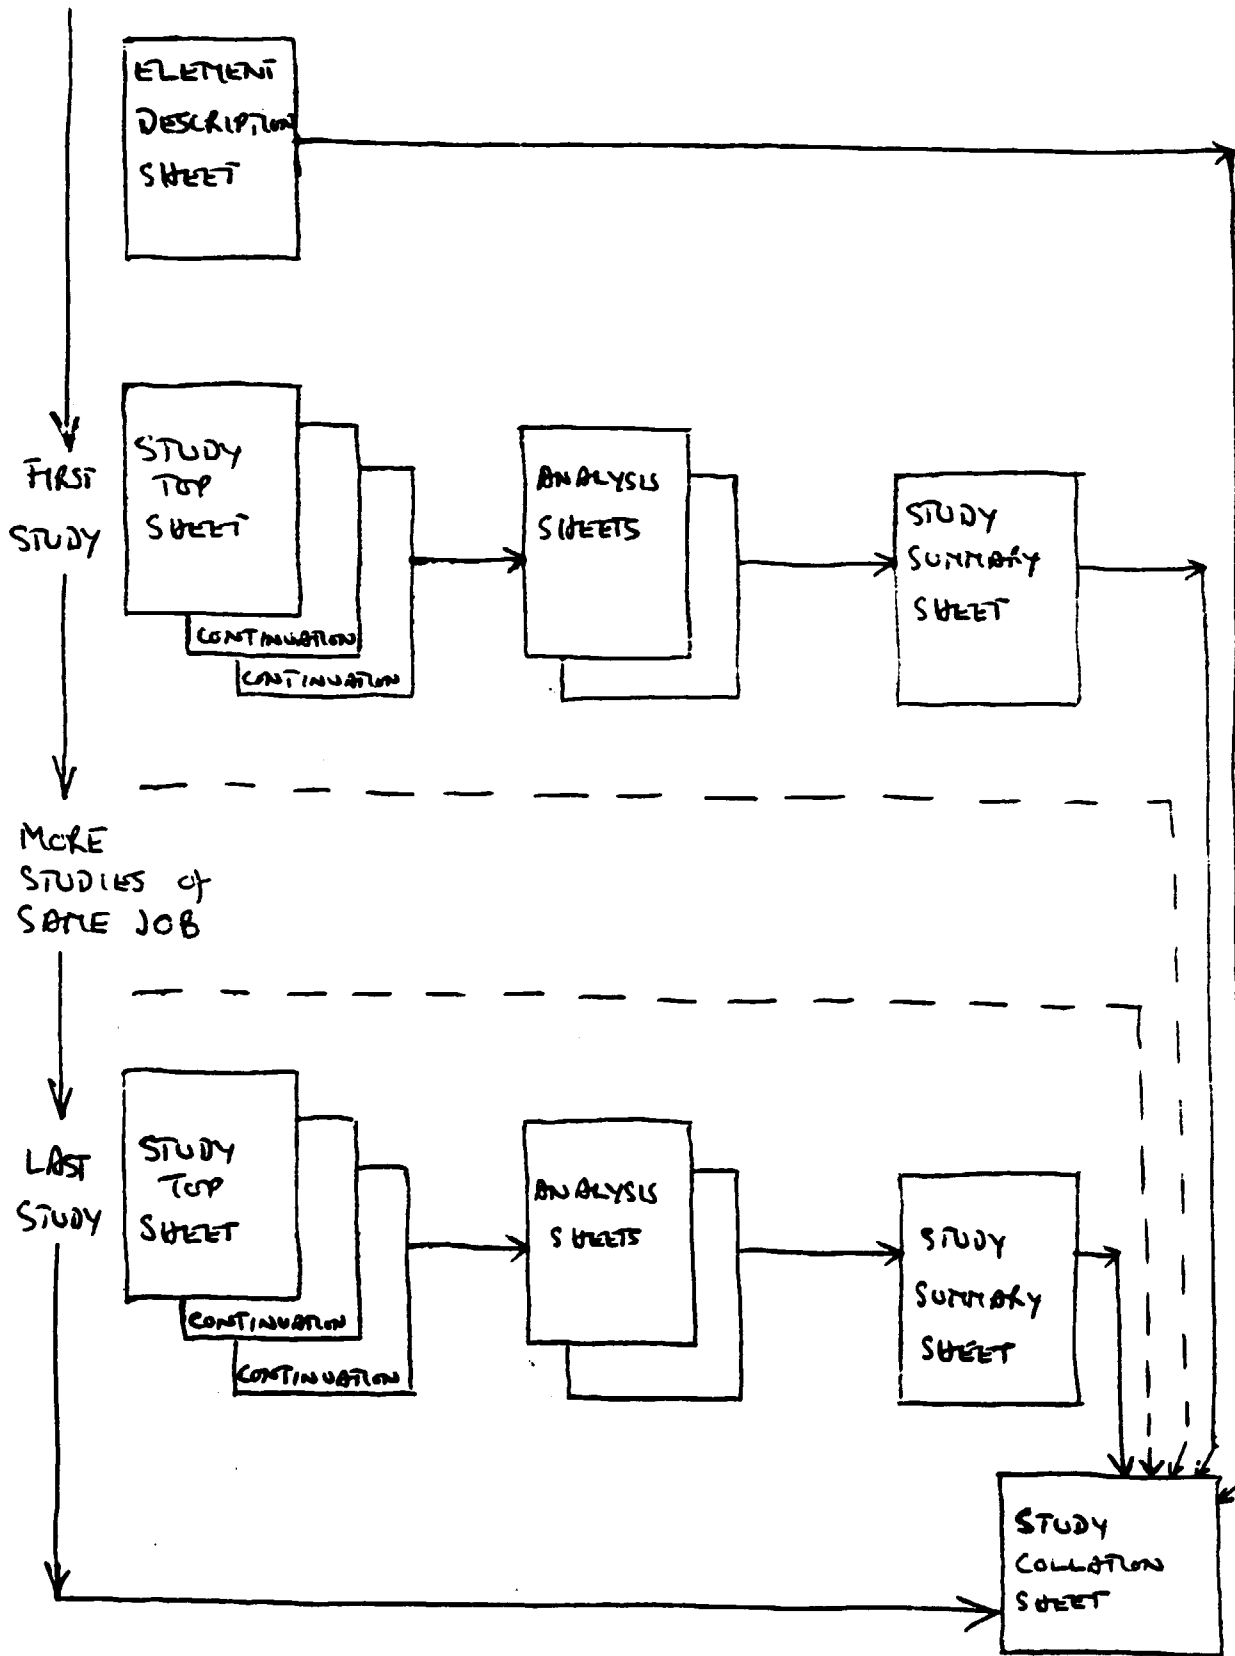 ELEMENT
DESCRIPTION
SHEET
FIRST
STUDY
STUDY
TOP
SHEET
CONTINUATION
CONTINUATION
ANALYSIS
SHEETS
STUDY
SUMMARY
SHEET
MORE
STUDIES of
SAME JOB
LAST
STUDY
STUDY
TOP
SHEET
CONTINUATION
CONTINUATION
ANALYSIS
SHEETS
STUDY
SUMMARY
SHEET
STUDY
COLLATION
SHEET